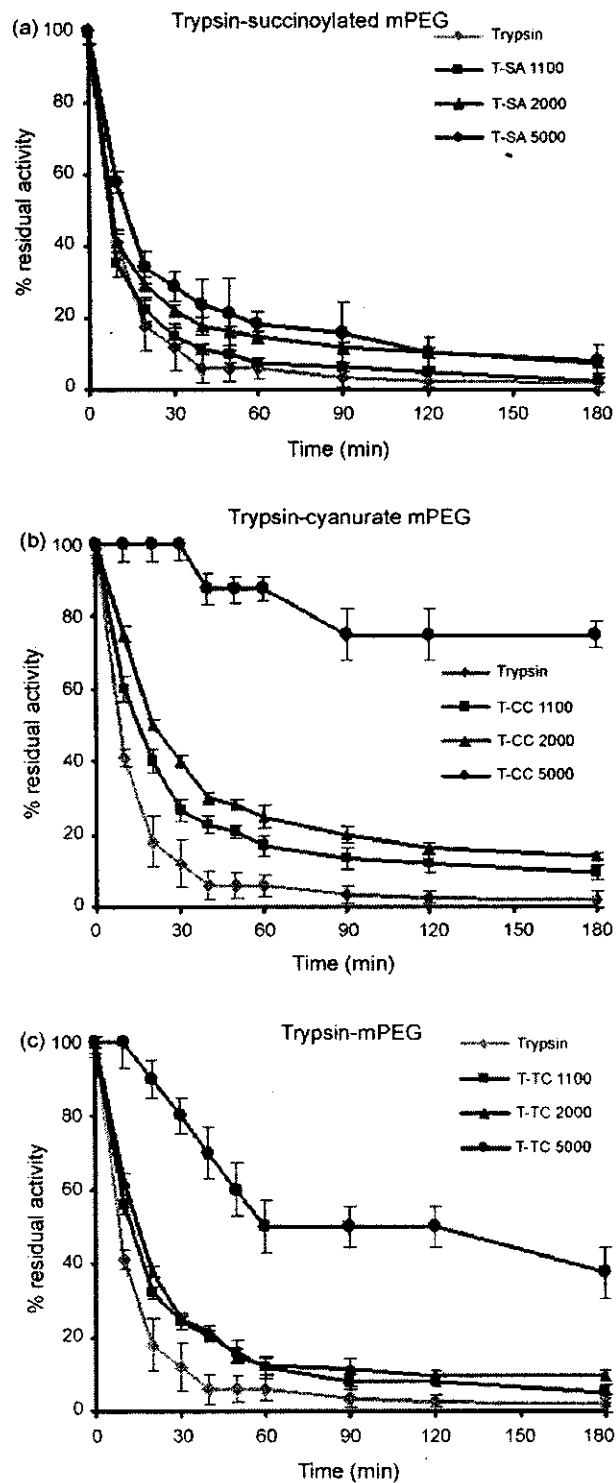 (a) Trypsin-succinoylated mPEG
Trypsin
T-SA 1100
T-SA 2000
T-SA 5000
% residual activity
100
80
60
40
20
0
0 30 60 90 120 150 180
Time (min)
(b) Trypsin-cyanurate mPEG
Trypsin
T-CC 1100
T-CC 2000
T-CC 5000
% residual activity
100
80
60
40
20
0
0 30 60 90 120 150 180
Time (min)
(c) Trypsin-mPEG
Trypsin
T-TC 1100
T-TC 2000
T-TC 5000
% residual activity
100
80
60
40
20
0
0 30 60 90 120 150 180
Time (min)